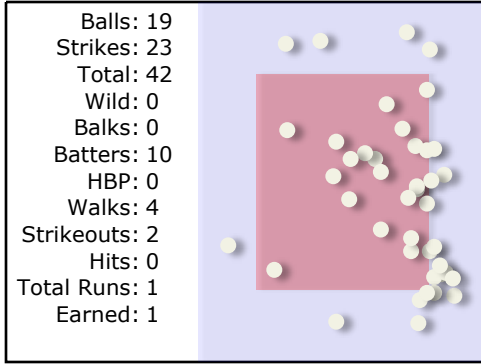 Balls: 19
Strikes: 23
Total: 42
Wild: 0
Balks: 0
Batters: 10
HBP: 0
Walks: 4
Strikeouts: 2
Hits: 0
Total Runs: 1
Earned: 1